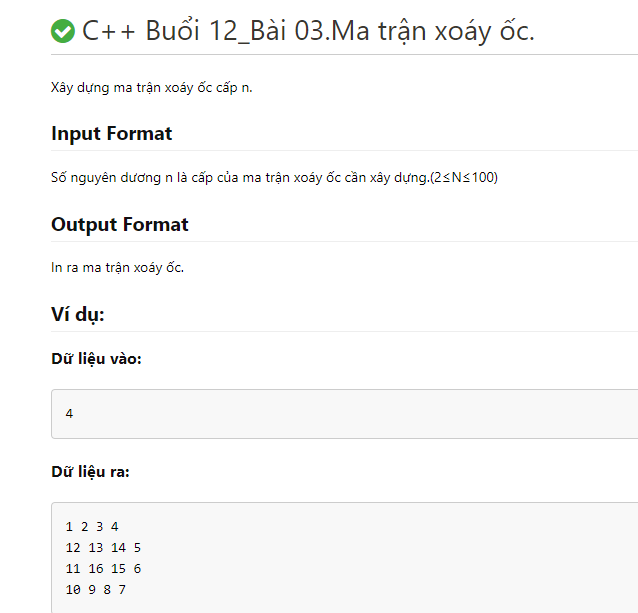 C++ Buổi 12_Bài 03.Ma trận xoáy ốc.
Xây dựng ma trận xoáy ốc cấp n.
Input Format
Số nguyên dương n là cấp của ma trận xoáy ốc cần xây dựng.(2≤N≤100)
Output Format
In ra ma trận xoáy ốc.
Ví dụ:
Dữ liệu vào:
4
Dữ liệu ra:
1 2 3 4
12 13 14 5
11 16 15 6
10 9 8 7